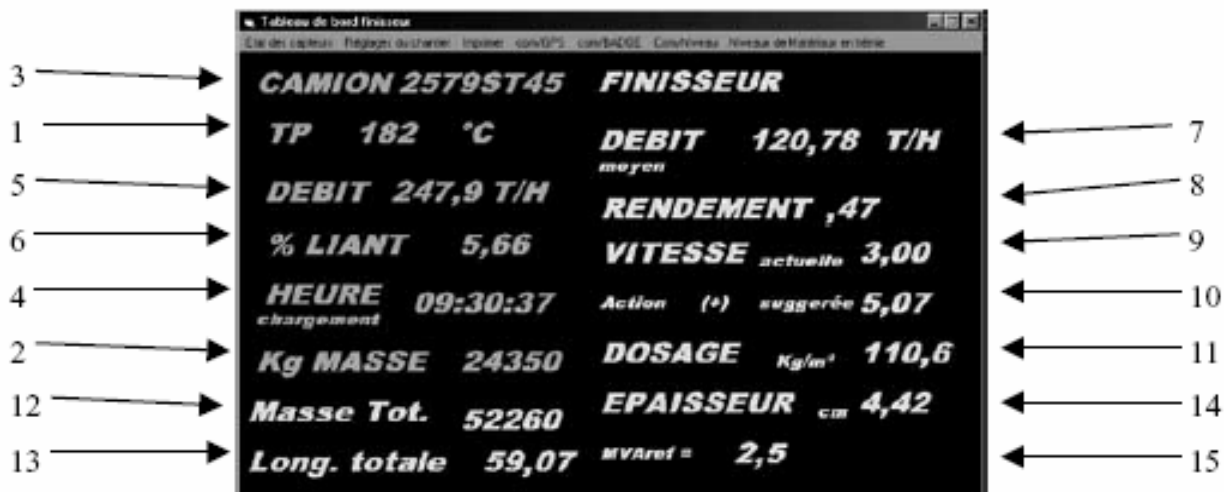 Tableau de bord finisseur
Etat des capteurs Réglages du chantier Imprimer com/GPS com/BADGE Com/Niveau Niveaux de Matériaux en trémie
3 CAMION 2579ST45 FINISSEUR
1 TP 182 °C DEBIT 120,78 T/H 7
moyen
5 DEBIT 247,9 T/H RENDEMENT ,47 8
6 % LIANT 5,66 VITESSE actuelle 3,00 9
4 HEURE 09:30:37 Action (+) suggerée 5,07 10
chargement
2 Kg MASSE 24350 DOSAGE Kg/m² 110,6 11
12 Masse Tot. 52260 EPAISSEUR cm 4,42 14
13 Long. totale 59,07 MVAref = 2,5 15